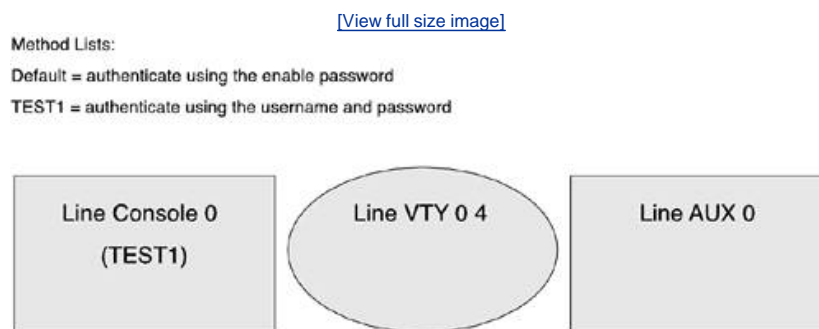 [View full size image]
Method Lists:
Default = authenticate using the enable password
TEST1 = authenticate using the username and password
Line Console 0
(TEST1)
Line VTY 0 4
Line AUX 0